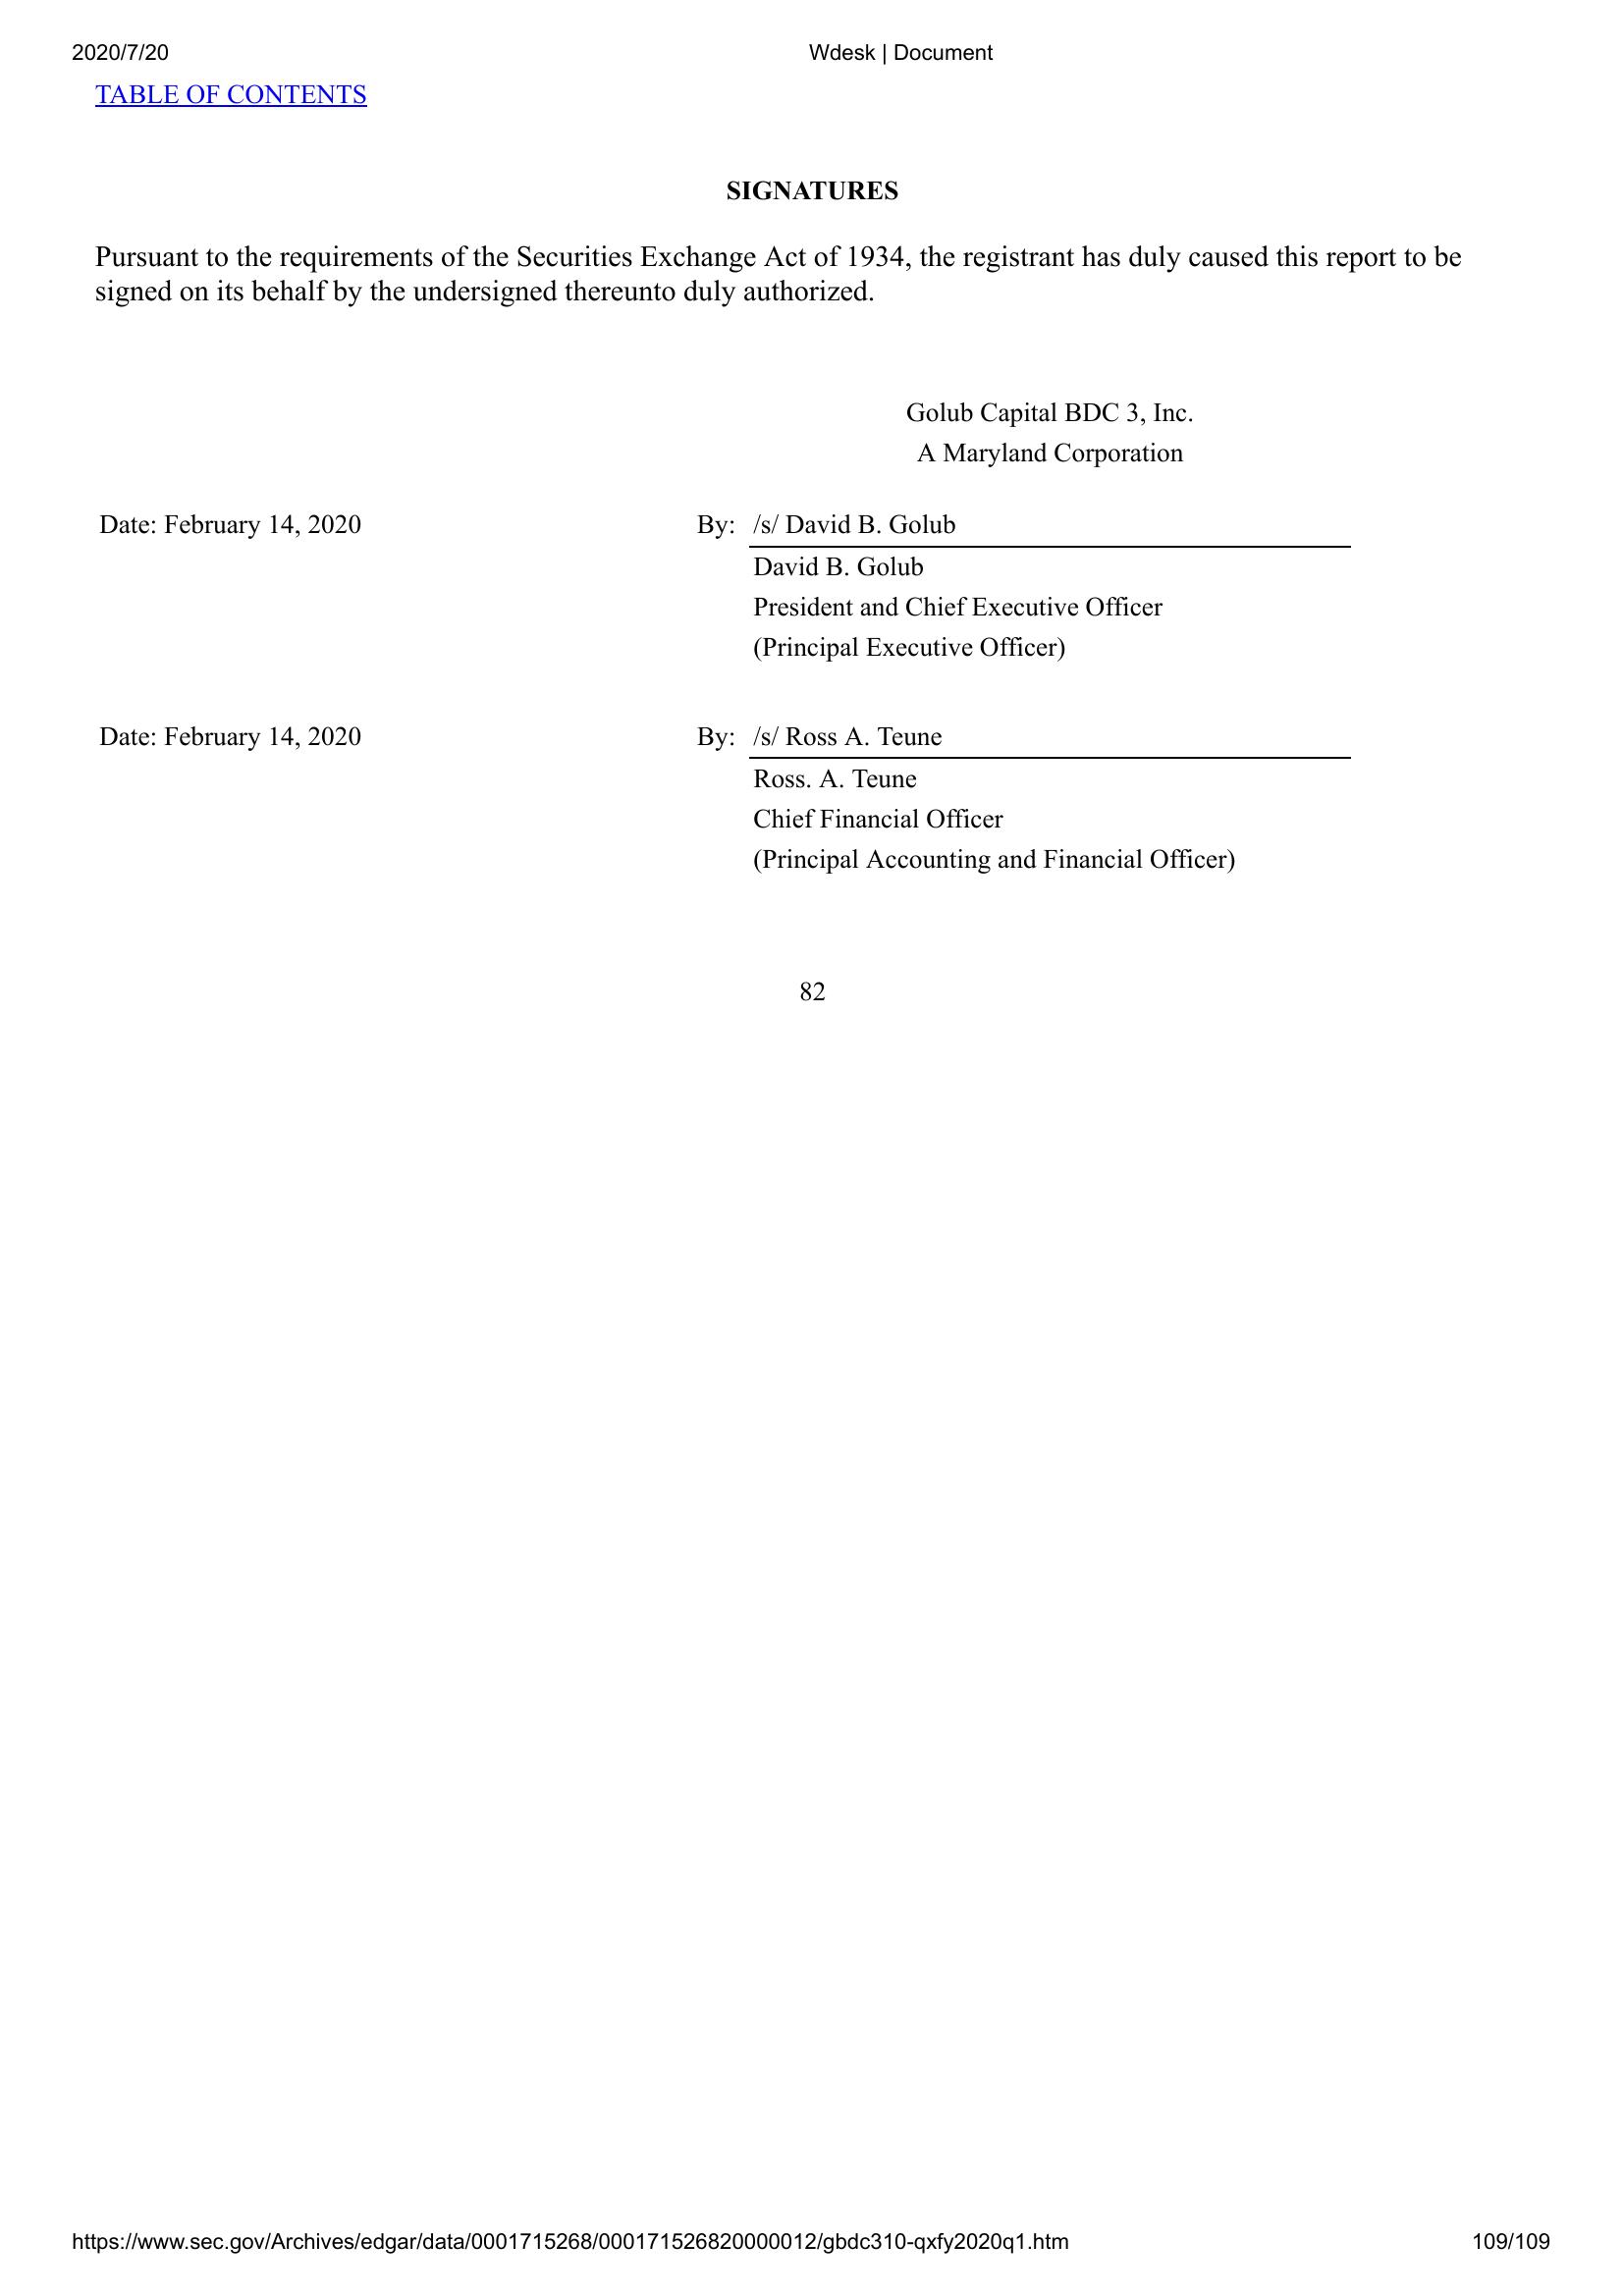 2020/7/20 Wdesk | Document
TABLE OF CONTENTS
SIGNATURES
Pursuant to the requirements of the Securities Exchange Act of 1934, the registrant has duly caused this report to be
signed on its behalf by the undersigned thereunto duly authorized.
Golub Capital BDC 3, Inc.
A Maryland Corporation
Date: February 14, 2020 By: /s/ David B. Golub
David B. Golub
President and Chief Executive Officer
(Principal Executive Officer)
Date: February 14, 2020 By: /s/ Ross A. Teune
Ross. A. Teune
Chief Financial Officer
(Principal Accounting and Financial Officer)
82
https://www.sec.gov/Archives/edgar/data/0001715268/000171526820000012/gbdc310-qxfy2020q1.htm 109/109